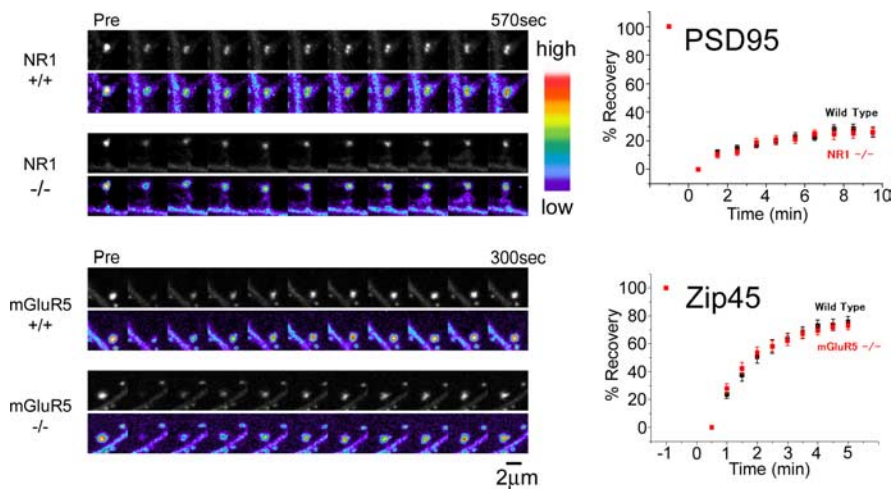 Pre 570sec
NR1
+/+
NR1
-/-
high
low
PSD95
% Recovery
100
80
60
40
20
0
Wild Type
NR1 -/-
0 2 4 6 8 10
Time (min)
Pre 300sec
mGluR5
+/+
mGluR5
-/-
2μm
Zip45
% Recovery
100
80
60
40
20
0
Wild Type
mGluR5 -/-
-1 0 1 2 3 4 5
Time (min)